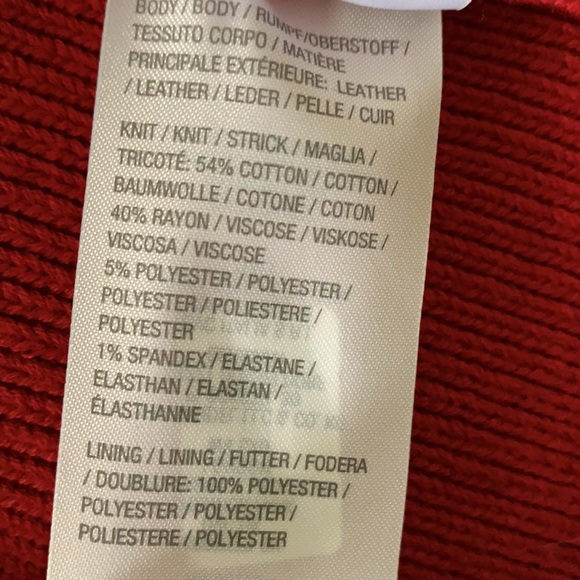 BODY / BODY / RUMPF/OBERSTOFF /
TESSUTO CORPO / MATIÈRE
PRINCIPALE EXTÉRIEURE: LEATHER
/ LEATHER / LEDER / PELLE / CUIR
KNIT / KNIT / STRICK / MAGLIA /
TRICOTÉ: 54% COTTON / COTTON /
BAUMWOLLE / COTONE / COTON
40% RAYON / VISCOSE / VISKOSE /
VISCOSA / VISCOSE
5% POLYESTER / POLYESTER /
POLYESTER / POLIESTERE /
POLYESTER
1% SPANDEX / ELASTANE /
ELASTHAN / ELASTAN /
ÉLASTHANNE
LINING / LINING / FUTTER / FODERA
/ DOUBLURE: 100% POLYESTER /
POLYESTER / POLYESTER /
POLIESTERE / POLYESTER